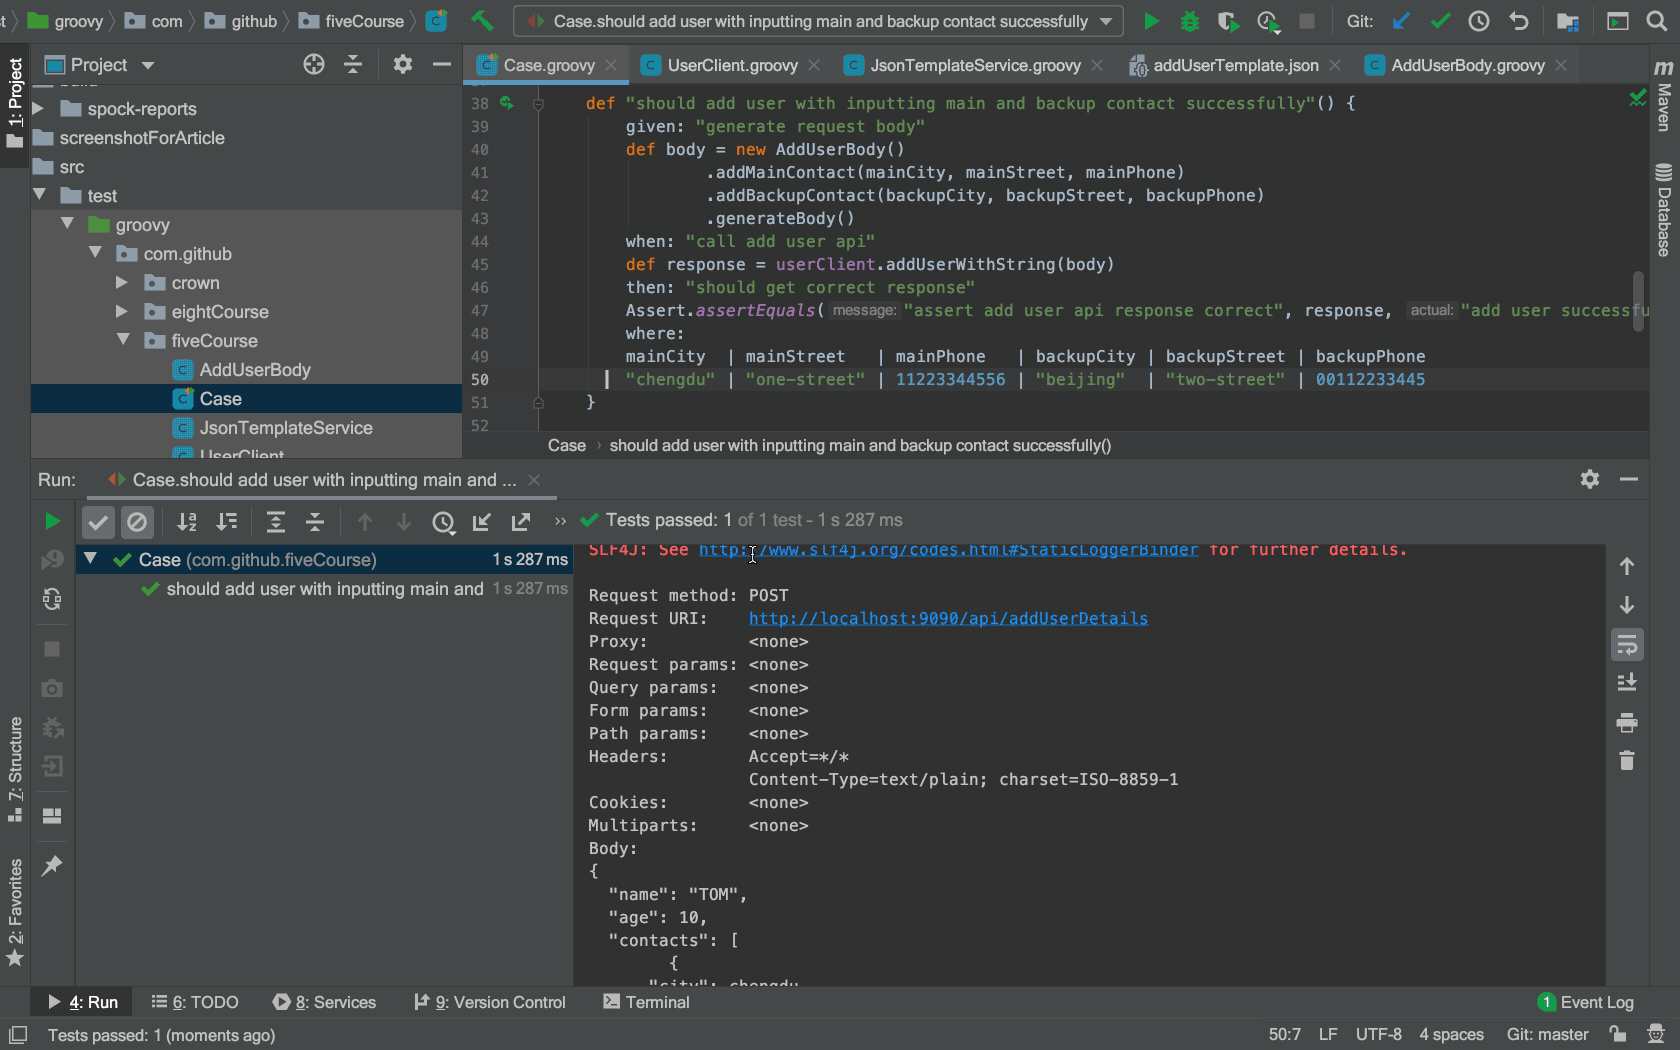 groovy com github fiveCourse Case.should add user with inputting main and backup contact successfully Git:
Project
Case.groovy UserClient.groovy JsonTemplateService.groovy addUserTemplate.json AddUserBody.groovy
1: Project
Maven
Database
7: Structure
2: Favorites
spock-reports
screenshotForArticle
src
test
groovy
com.github
crown
eightCourse
fiveCourse
AddUserBody
Case
JsonTemplateService
UserClient
38 def "should add user with inputting main and backup contact successfully"() {
39 given: "generate request body"
40 def body = new AddUserBody()
41 .addMainContact(mainCity, mainStreet, mainPhone)
42 .addBackupContact(backupCity, backupStreet, backupPhone)
43 .generateBody()
44 when: "call add user api"
45 def response = userClient.addUserWithString(body)
46 then: "should get correct response"
47 Assert.assertEquals( message: "assert add user api response correct", response, actual: "add user successfu
48 where:
49 mainCity | mainStreet | mainPhone | backupCity | backupStreet | backupPhone
50 "chengdu" | "one-street" | 11223344556 | "beijing" | "two-street" | 00112233445
51 }
52
Case › should add user with inputting main and backup contact successfully()
Run: Case.should add user with inputting main and ...
Tests passed: 1 of 1 test - 1 s 287 ms
Case (com.github.fiveCourse) 1 s 287 ms
should add user with inputting main and 1 s 287 ms
SLF4J: See http://www.slf4j.org/codes.html#StaticLoggerBinder for further details.
Request method: POST
Request URI: http://localhost:9090/api/addUserDetails
Proxy: <none>
Request params: <none>
Query params: <none>
Form params: <none>
Path params: <none>
Headers: Accept=*/*
Content-Type=text/plain; charset=ISO-8859-1
Cookies: <none>
Multiparts: <none>
Body:
{
"name": "TOM",
"age": 10,
"contacts": [
{
"city": chengdu
4: Run 6: TODO 8: Services 9: Version Control Terminal 1 Event Log
Tests passed: 1 (moments ago) 50:7 LF UTF-8 4 spaces Git: master